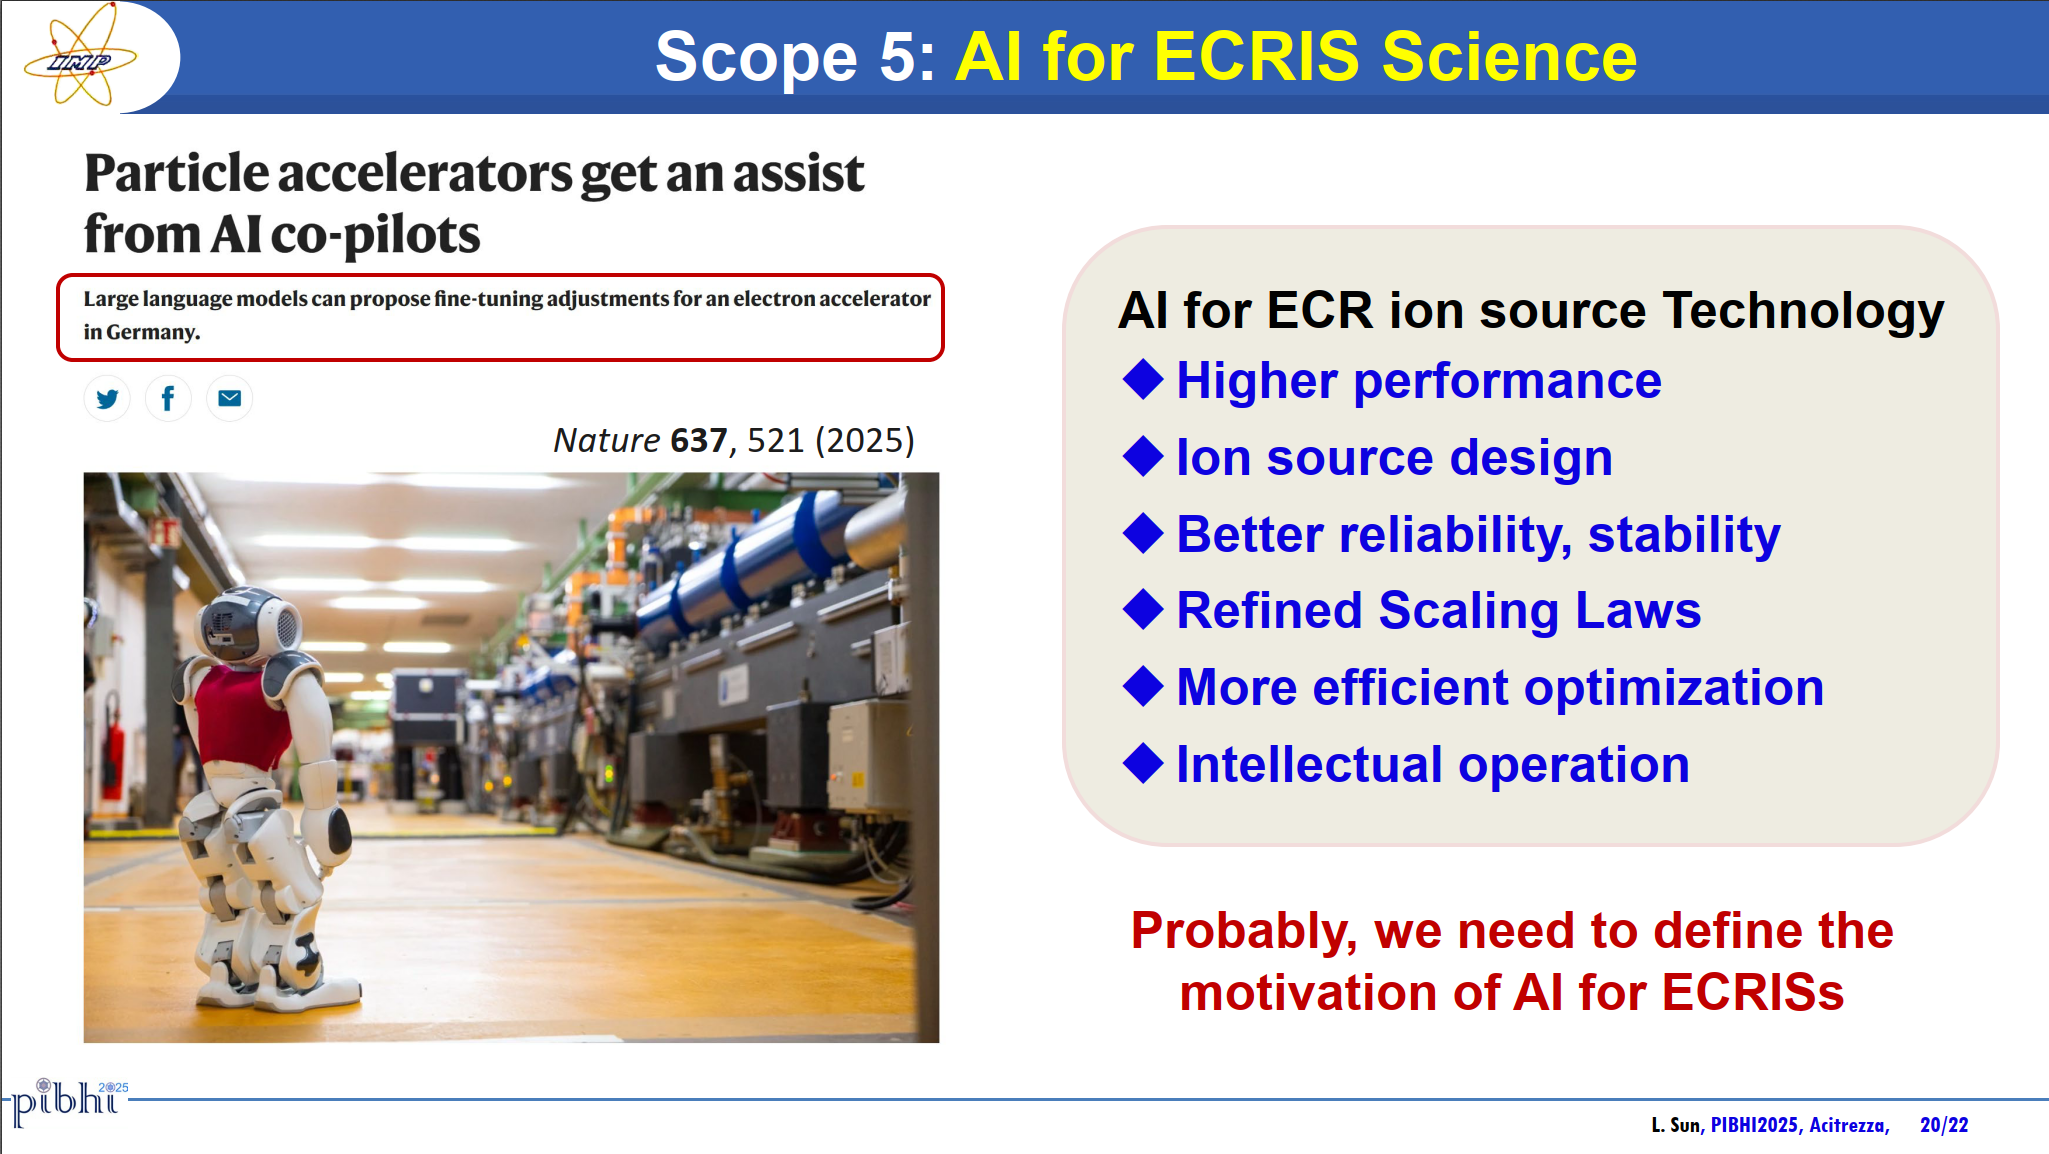 IMP
Scope 5: AI for ECRIS Science
Particle accelerators get an assist
from AI co-pilots
Large language models can propose fine-tuning adjustments for an electron accelerator
in Germany.
Nature 637, 521 (2025)
AI for ECR ion source Technology
Higher performance
Ion source design
Better reliability, stability
Refined Scaling Laws
More efficient optimization
Intellectual operation
Probably, we need to define the
motivation of AI for ECRISs
pibhi 2025
L. Sun, PIBHI2025, Acitrezza, 20/22